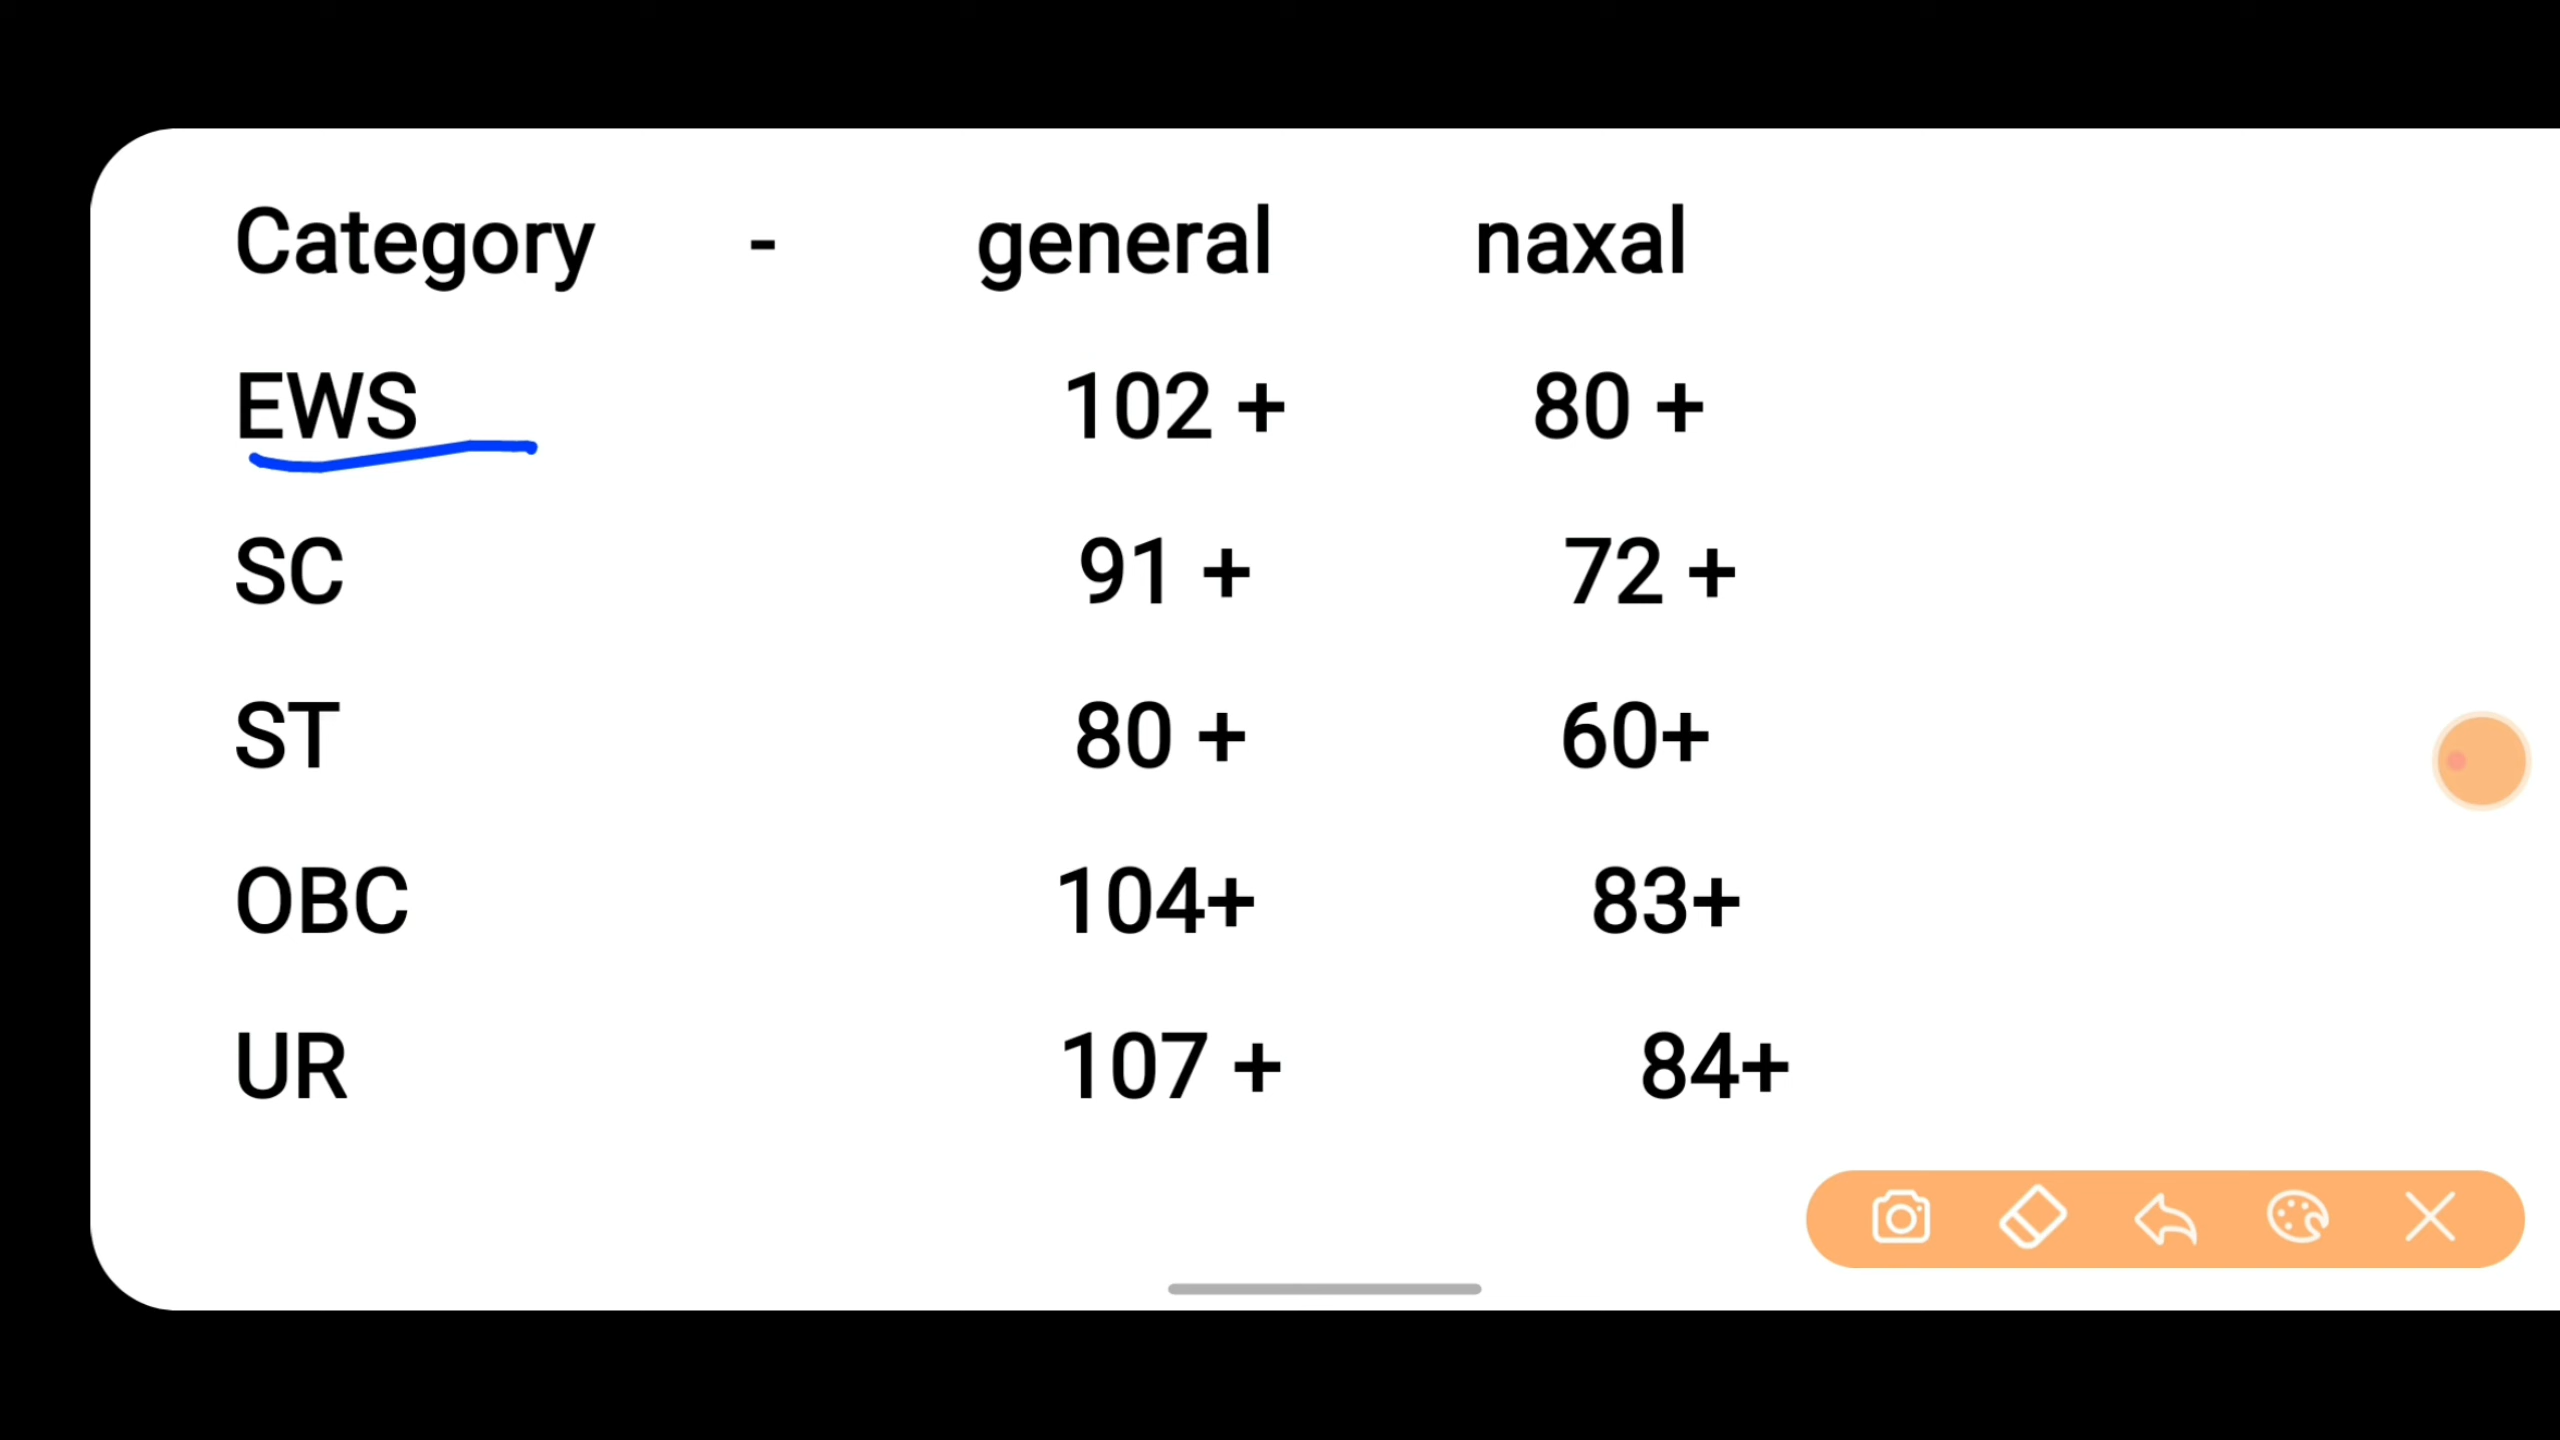 Category - general naxal
EWS 102 + 80 +
SC 91 + 72 +
ST 80 + 60+
OBC 104+ 83+
UR 107 + 84+